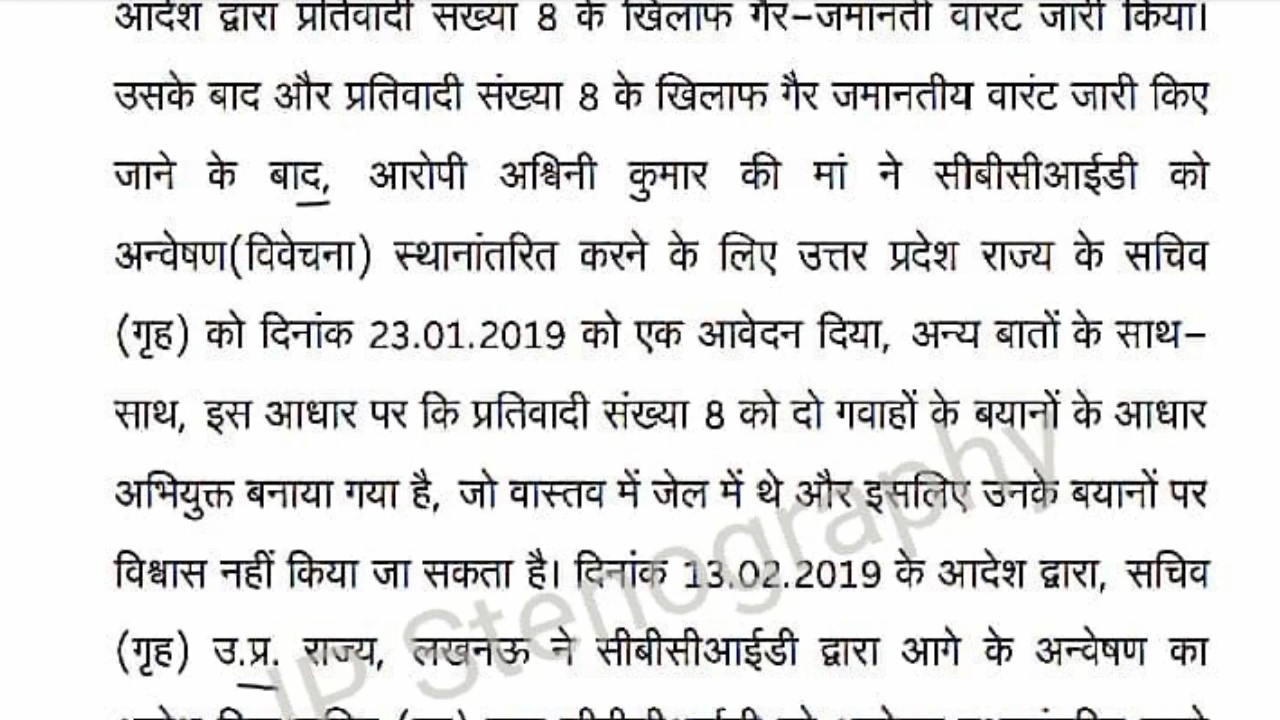 आदेश द्वारा प्रतिवादी संख्या 8 के खिलाफ गैर-जमानती वारंट जारी किया।
उसके बाद और प्रतिवादी संख्या 8 के खिलाफ गैर जमानतीय वारंट जारी किए
जाने के बाद, आरोपी अश्विनी कुमार की मां ने सीबीसीआईडी को
अन्वेषण(विवेचना) स्थानांतरित करने के लिए उत्तर प्रदेश राज्य के सचिव
(गृह) को दिनांक 23.01.2019 को एक आवेदन दिया, अन्य बातों के साथ-
साथ, इस आधार पर कि प्रतिवादी संख्या 8 को दो गवाहों के बयानों के आधार
अभियुक्त बनाया गया है, जो वास्तव में जेल में थे और इसलिए उनके बयानों पर
विश्वास नहीं किया जा सकता है। दिनांक 13.02.2019 के आदेश द्वारा, सचिव
(गृह) उ.प्र. राज्य, लखनऊ ने सीबीसीआईडी द्वारा आगे के अन्वेषण का
JP Stenography